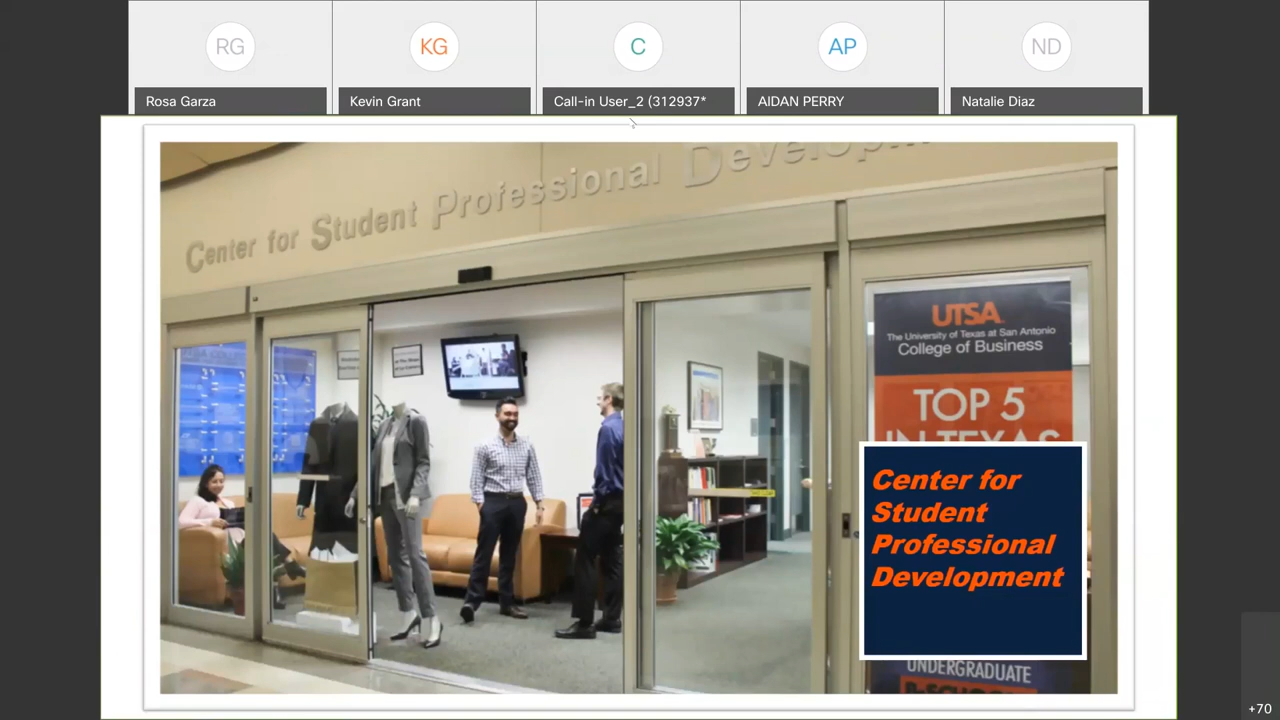 RG
KG
C
AP
ND
Rosa Garza
Kevin Grant
Call-in User_2 (312937*
AIDAN PERRY
Natalie Diaz
Center for Student Professional
UTSA
The University of Texas at San Antonio
College of Business
TOP 5
IN TEXAS
Center for
Student
Professional
Development
UNDERGRADUATE
+70